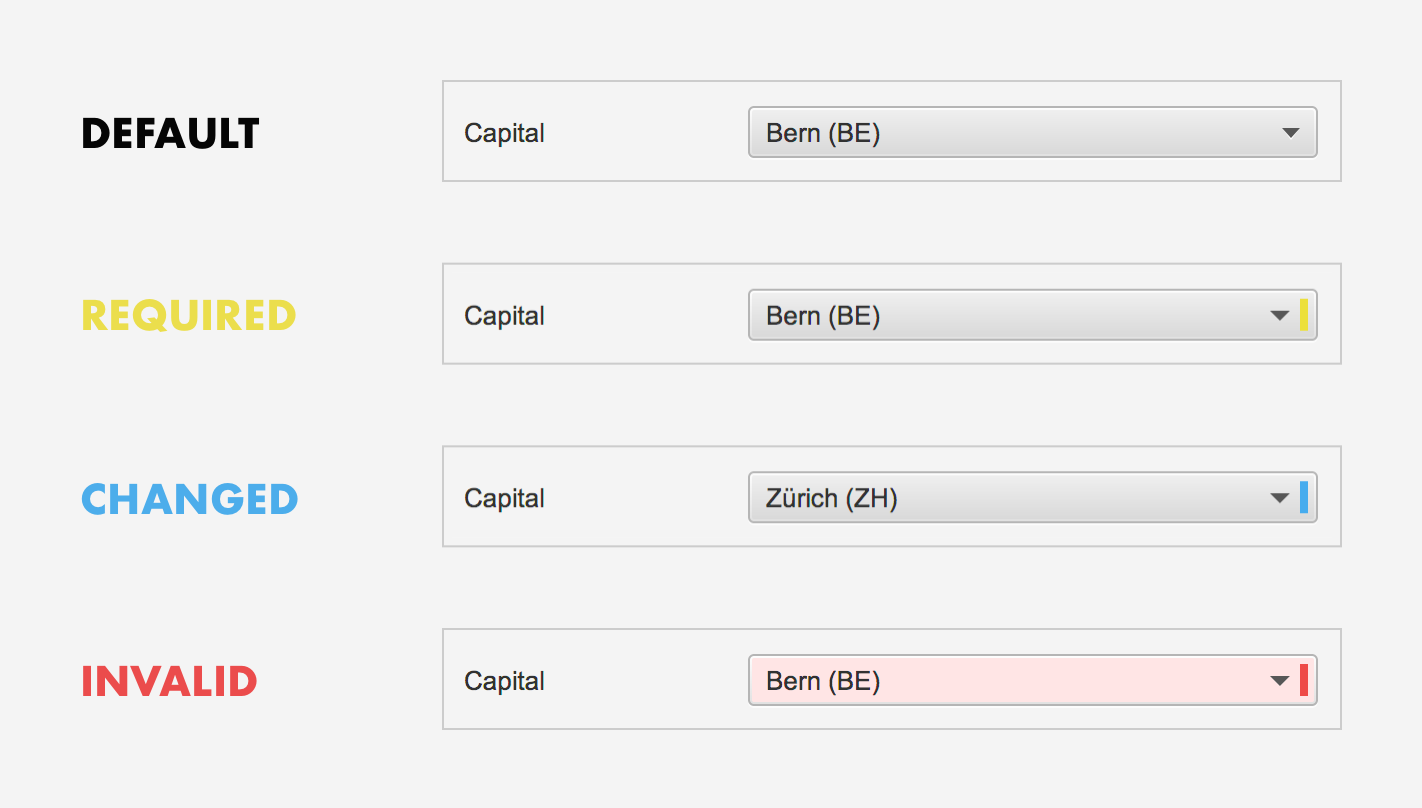 DEFAULT
Capital
Bern (BE)
REQUIRED
Capital
Bern (BE)
CHANGED
Capital
Zürich (ZH)
INVALID
Capital
Bern (BE)